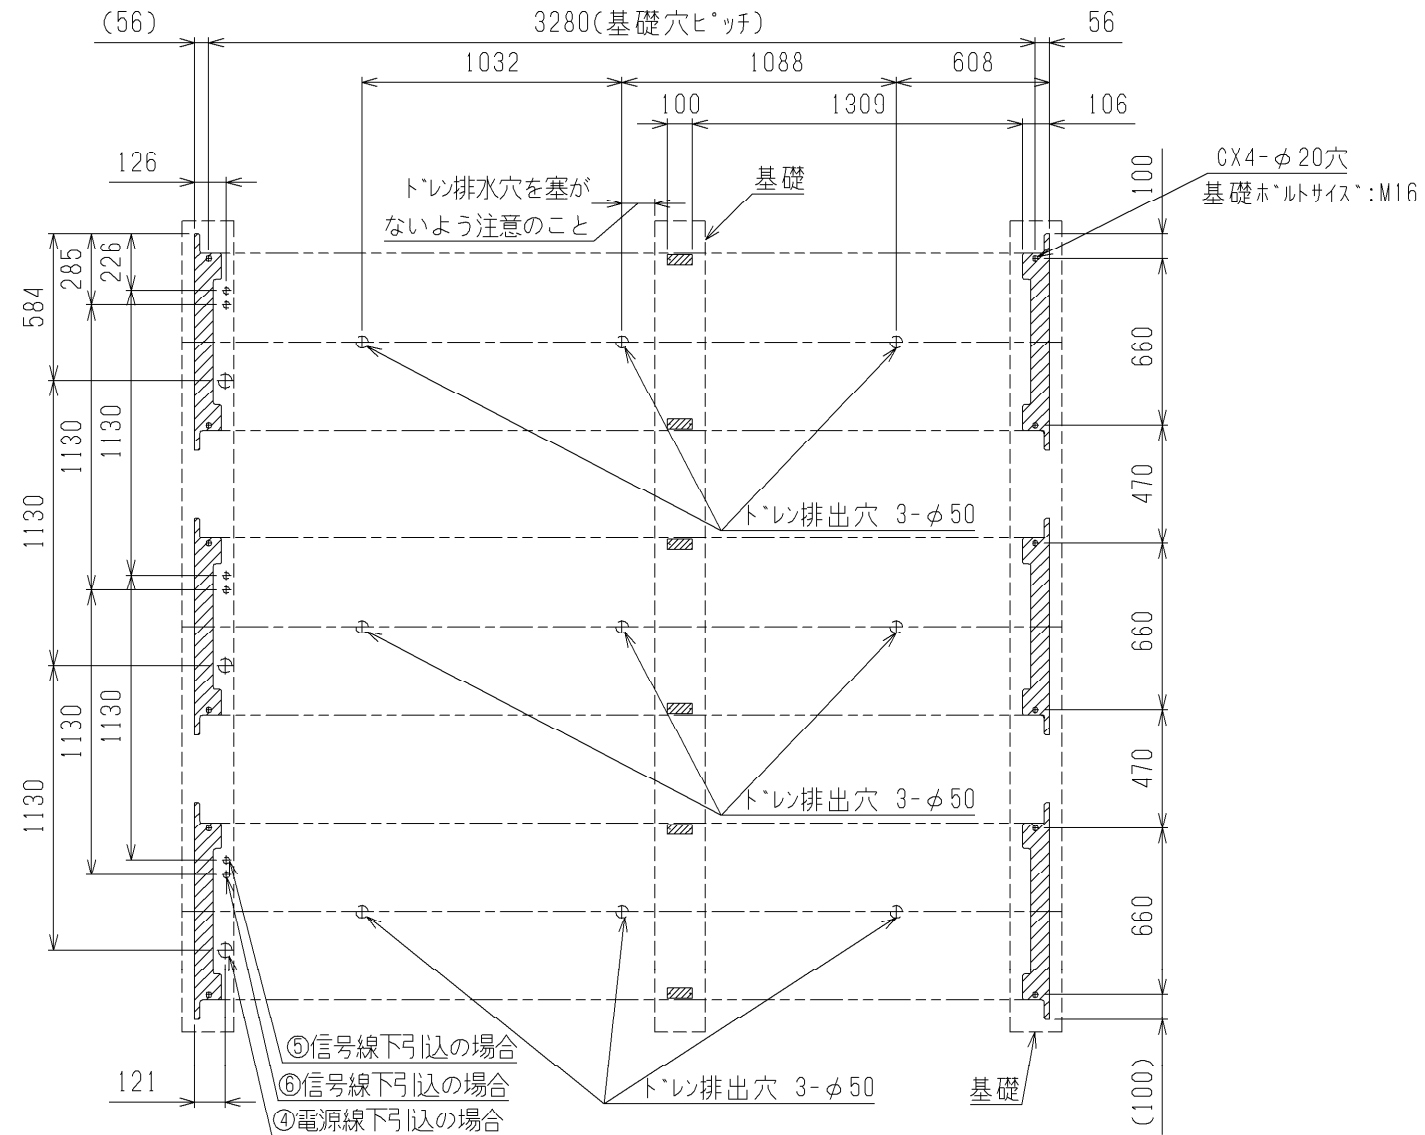 (56)
3280(基礎穴ピッチ)
56
1032
1088
608
100
1309
106
126
ドレン排水穴を塞が
ないよう注意のこと
基礎
CX4-φ20穴
基礎ボルトサイズ:M16
100
584
285
226
660
1130
1130
1130
470
ドレン排出穴 3-φ50
660
1130
1130
1130
470
ドレン排出穴 3-φ50
660
⑤信号線下引込の場合
⑥信号線下引込の場合
④電源線下引込の場合
121
ドレン排出穴 3-φ50
基礎
(100)